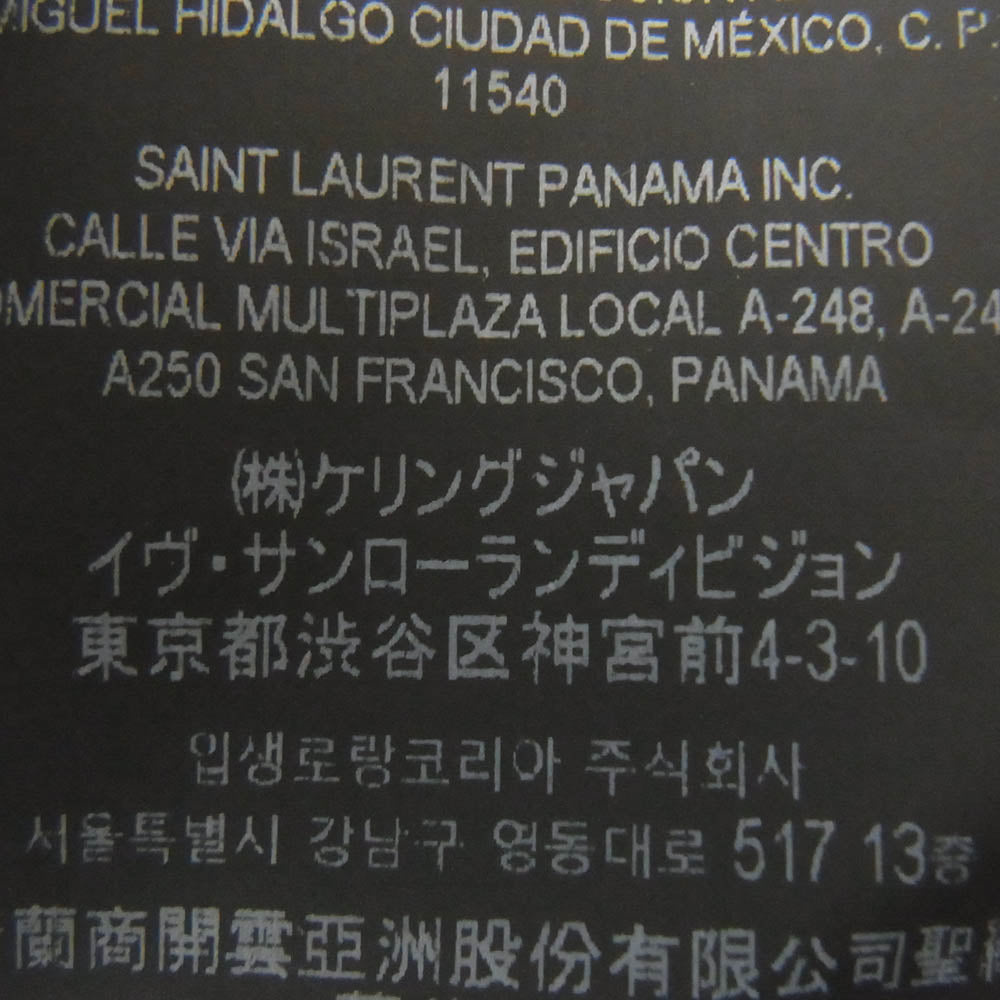 MIGUEL HIDALGO CIUDAD DE MÉXICO, C. P.
11540
SAINT LAURENT PANAMA INC.
CALLE VIA ISRAEL, EDIFICIO CENTRO
OMERCIAL MULTIPLAZA LOCAL A-248, A-24
A250 SAN FRANCISCO, PANAMA
(株)ケリングジャパン
イヴ・サンローランディビジョン
東京都渋谷区神宮前4-3-10
입생로랑코리아 주식회사
서울특별시 강남구 영동대로 517 13층
蘭商開雲亞洲股份有限公司聖